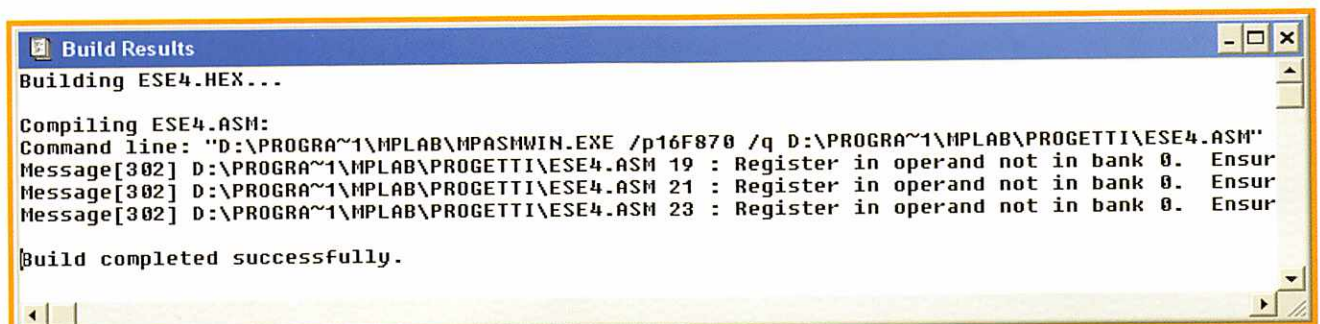 Build Results
Building ESE4.HEX...
Compiling ESE4.ASM:
Command line: "D:\PROGRA~1\MPLAB\MPASMWIN.EXE /p16F870 /q D:\PROGRA~1\MPLAB\PROGETTI\ESE4.ASM"
Message[302] D:\PROGRA~1\MPLAB\PROGETTI\ESE4.ASM 19 : Register in operand not in bank 0.  Ensur
Message[302] D:\PROGRA~1\MPLAB\PROGETTI\ESE4.ASM 21 : Register in operand not in bank 0.  Ensur
Message[302] D:\PROGRA~1\MPLAB\PROGETTI\ESE4.ASM 23 : Register in operand not in bank 0.  Ensur
Build completed successfully.